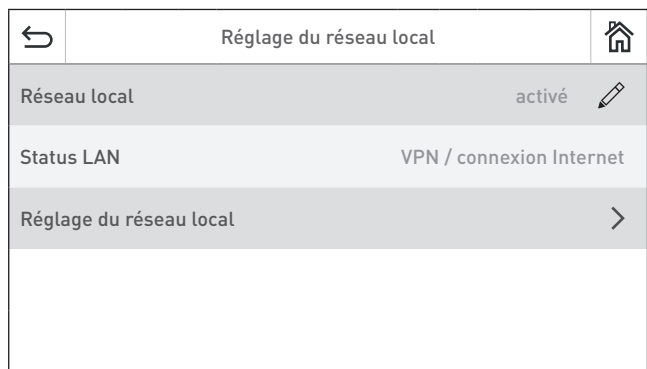 Réglage du réseau local
Réseau local activé
Status LAN VPN / connexion Internet
Réglage du réseau local